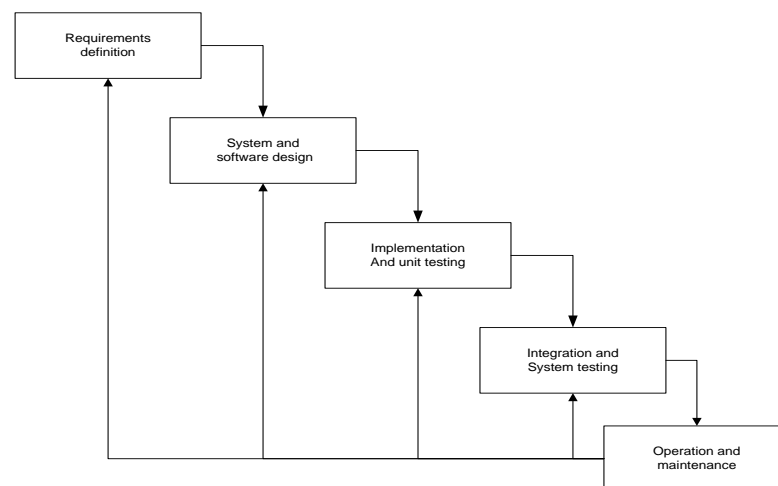 Requirements
definition
System and
software design
Implementation
And unit testing
Integration and
System testing
Operation and
maintenance